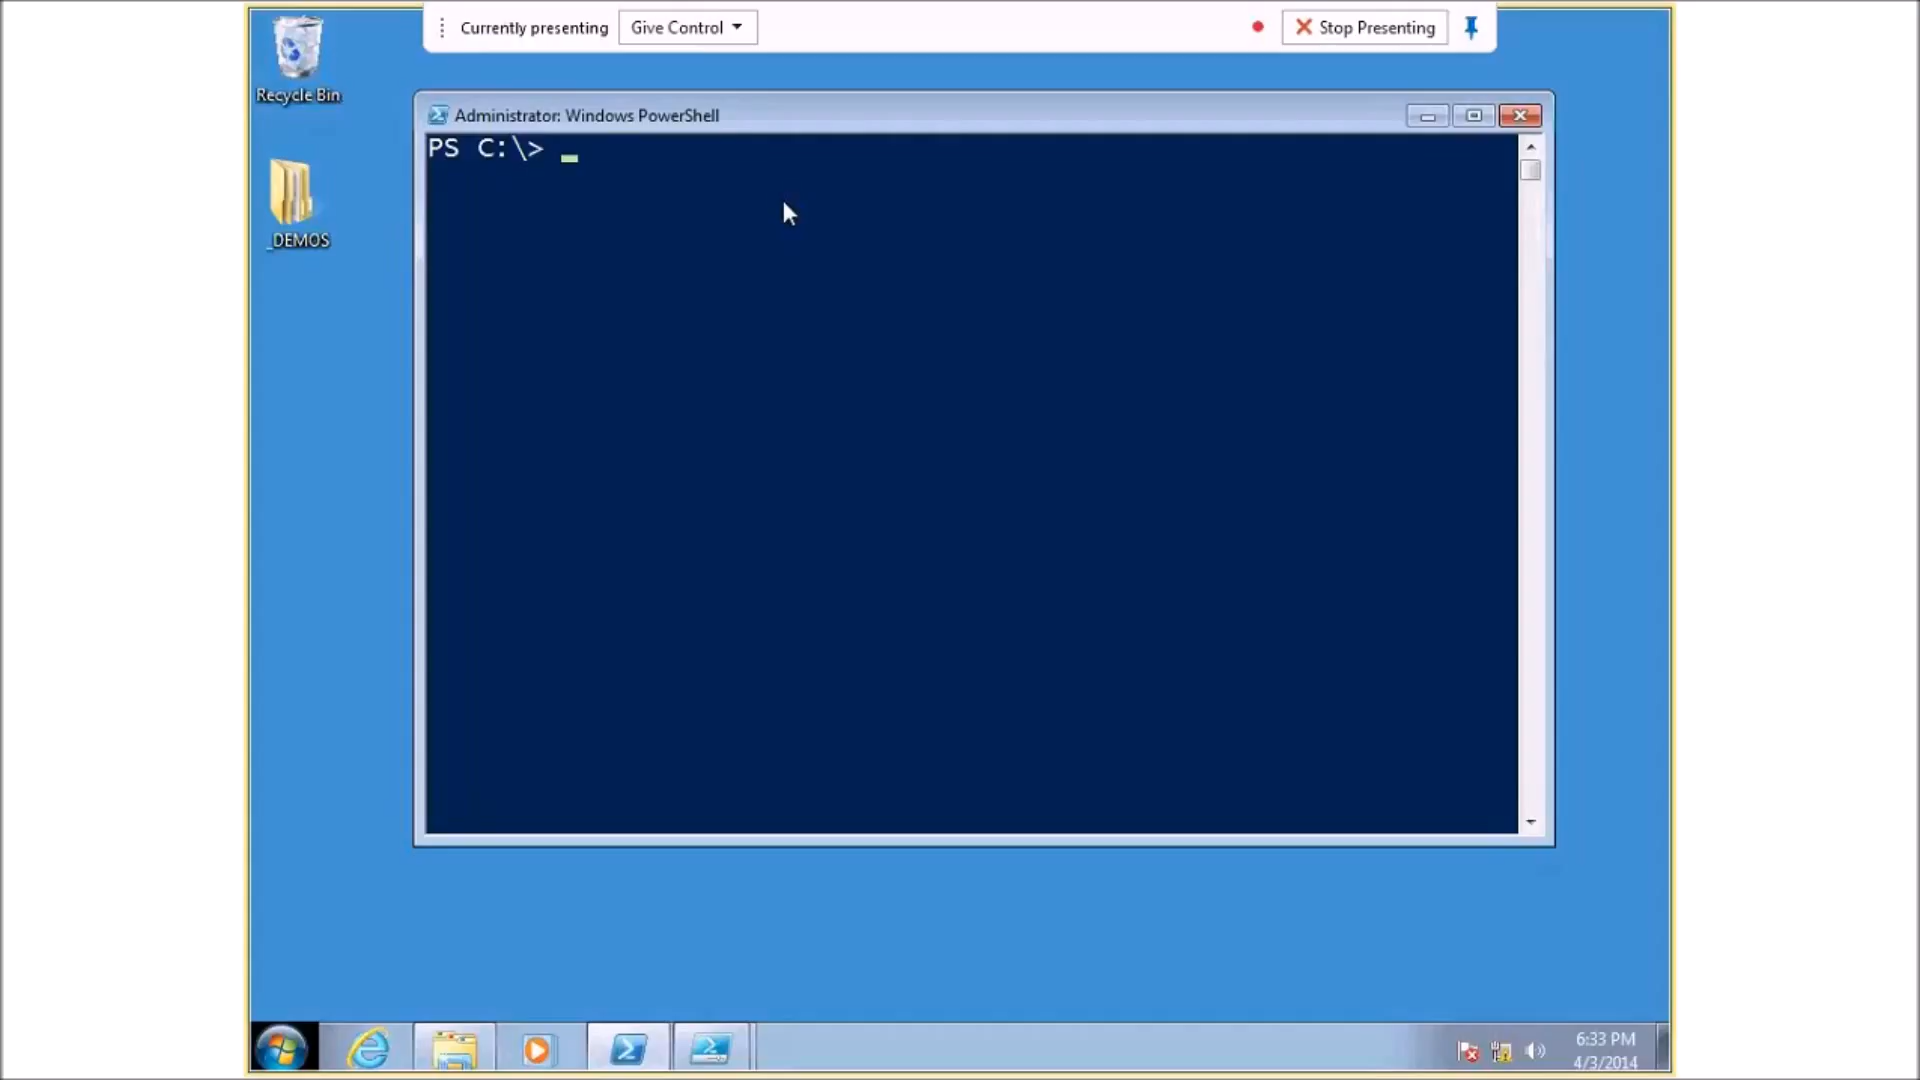 Currently presenting
Give Control
Stop Presenting
Recycle Bin
Administrator: Windows PowerShell
PS C:\> _
_DEMOS
6:33 PM
4/3/2014